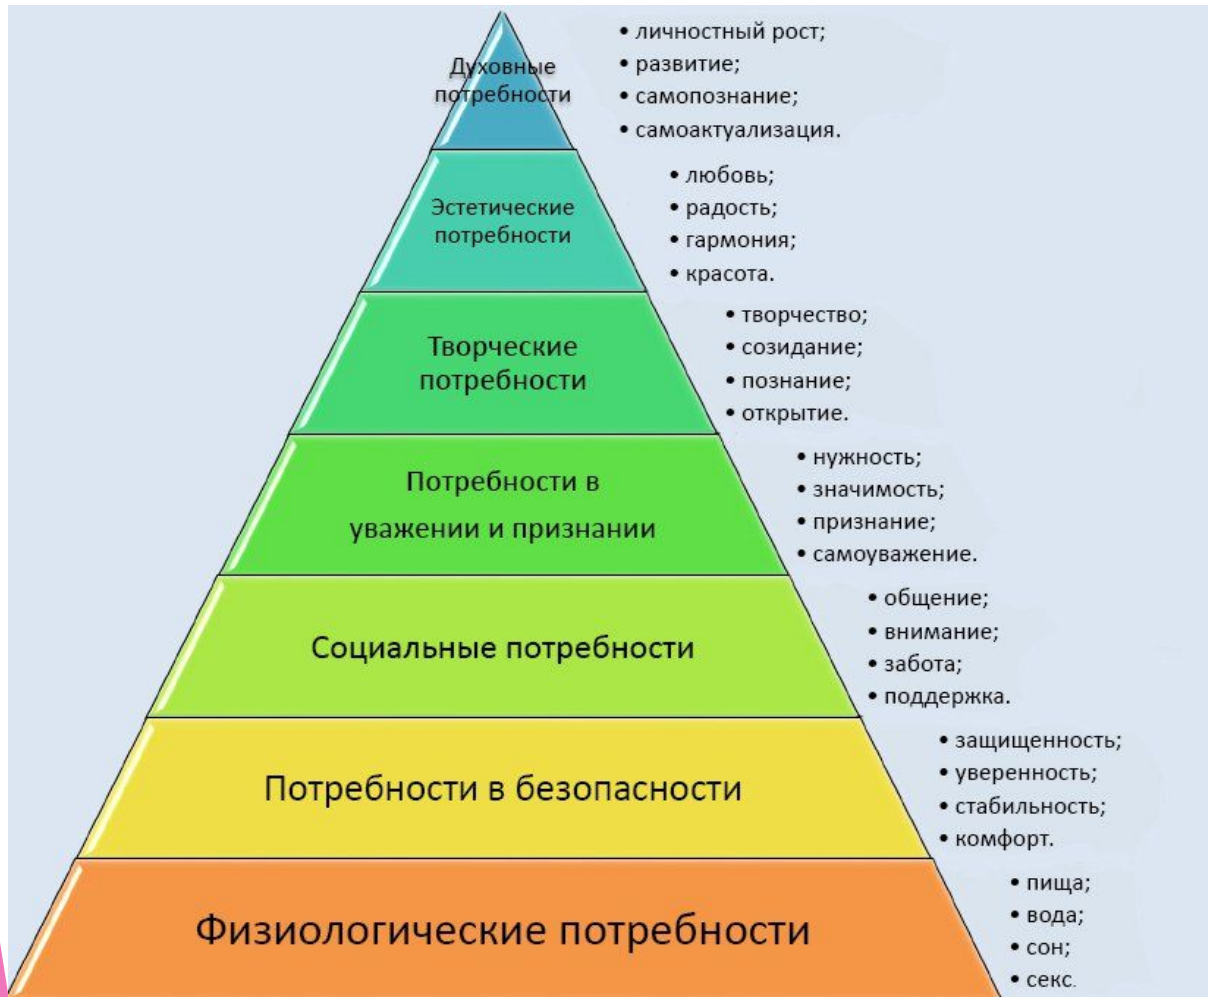 Духовные
потребности
• личностный рост;
• развитие;
• самопознание;
• самоактуализация.
Эстетические
потребности
• любовь;
• радость;
• гармония;
• красота.
Творческие
потребности
• творчество;
• созидание;
• познание;
• открытие.
Потребности в
уважении и признании
• нужность;
• значимость;
• признание;
• самоуважение.
Социальные потребности
• общение;
• внимание;
• забота;
• поддержка.
Потребности в безопасности
• защищенность;
• уверенность;
• стабильность;
• комфорт.
Физиологические потребности
• пища;
• вода;
• сон;
• секс.